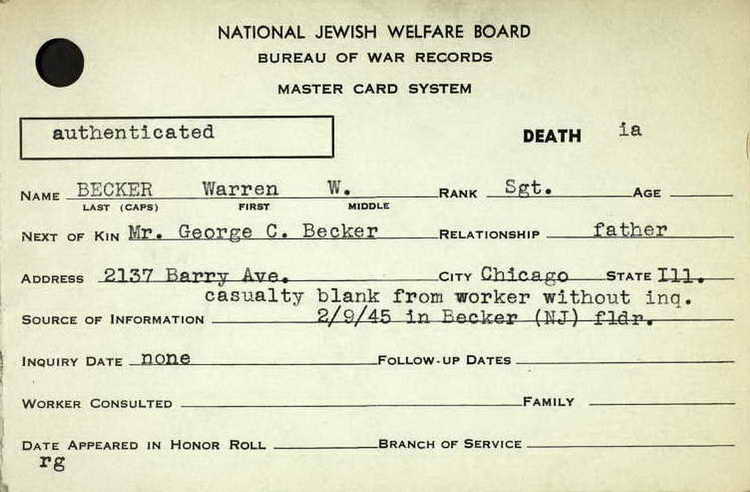 NATIONAL JEWISH WELFARE BOARD
BUREAU OF WAR RECORDS
MASTER CARD SYSTEM
authenticated DEATH ia
NAME BECKER Warren W. RANK Sgt. AGE
LAST (CAPS) FIRST MIDDLE
NEXT OF KIN Mr. George C. Becker RELATIONSHIP father
ADDRESS 2137 Barry Ave. CITY Chicago STATE Ill.
casualty blank from worker without inq.
SOURCE OF INFORMATION 2/9/45 in Becker (NJ) fldr.
INQUIRY DATE none FOLLOW-UP DATES
WORKER CONSULTED FAMILY
DATE APPEARED IN HONOR ROLL BRANCH OF SERVICE
rg